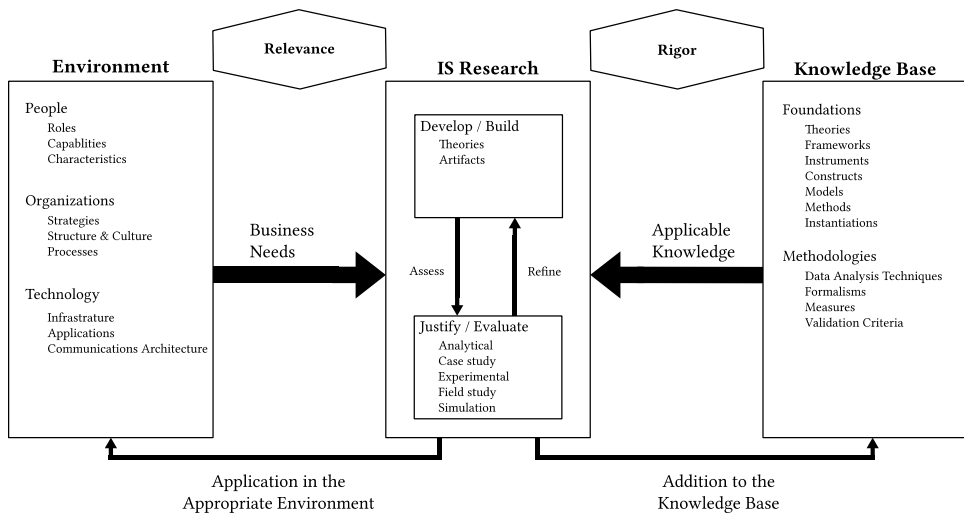 Relevance
Rigor
Environment
IS Research
Knowledge Base
People
Roles
Capablities
Characteristics
Organizations
Strategies
Structure & Culture
Processes
Technology
Infrastrature
Applications
Communications Architecture
Business
Needs
Develop / Build
Theories
Artifacts
Assess
Refine
Justify / Evaluate
Analytical
Case study
Experimental
Field study
Simulation
Applicable
Knowledge
Foundations
Theories
Frameworks
Instruments
Constructs
Models
Methods
Instantiations
Methodologies
Data Analysis Techniques
Formalisms
Measures
Validation Criteria
Application in the
Appropriate Environment
Addition to the
Knowledge Base